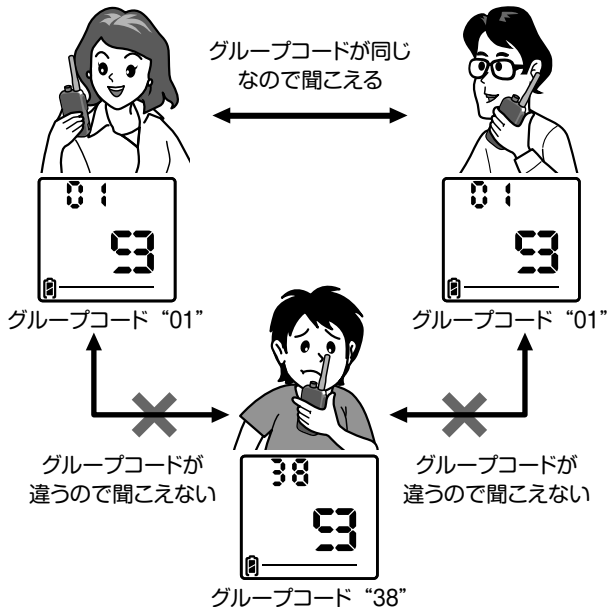 グループコードが同じ
なので聞こえる
01
53
01
53
グループコード “01”
グループコード “01”
グループコードが
違うので聞こえない
グループコードが
違うので聞こえない
38
53
グループコード “38”